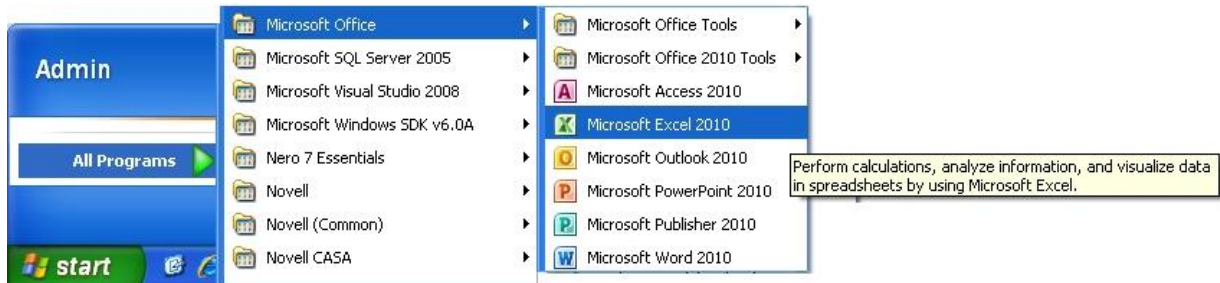 Admin
All Programs
start
Microsoft Office
Microsoft SQL Server 2005
Microsoft Visual Studio 2008
Microsoft Windows SDK v6.0A
Nero 7 Essentials
Novell
Novell (Common)
Novell CASA
Microsoft Office Tools
Microsoft Office 2010 Tools
Microsoft Access 2010
Microsoft Excel 2010
Microsoft Outlook 2010
Microsoft PowerPoint 2010
Microsoft Publisher 2010
Microsoft Word 2010
Perform calculations, analyze information, and visualize data
in spreadsheets by using Microsoft Excel.